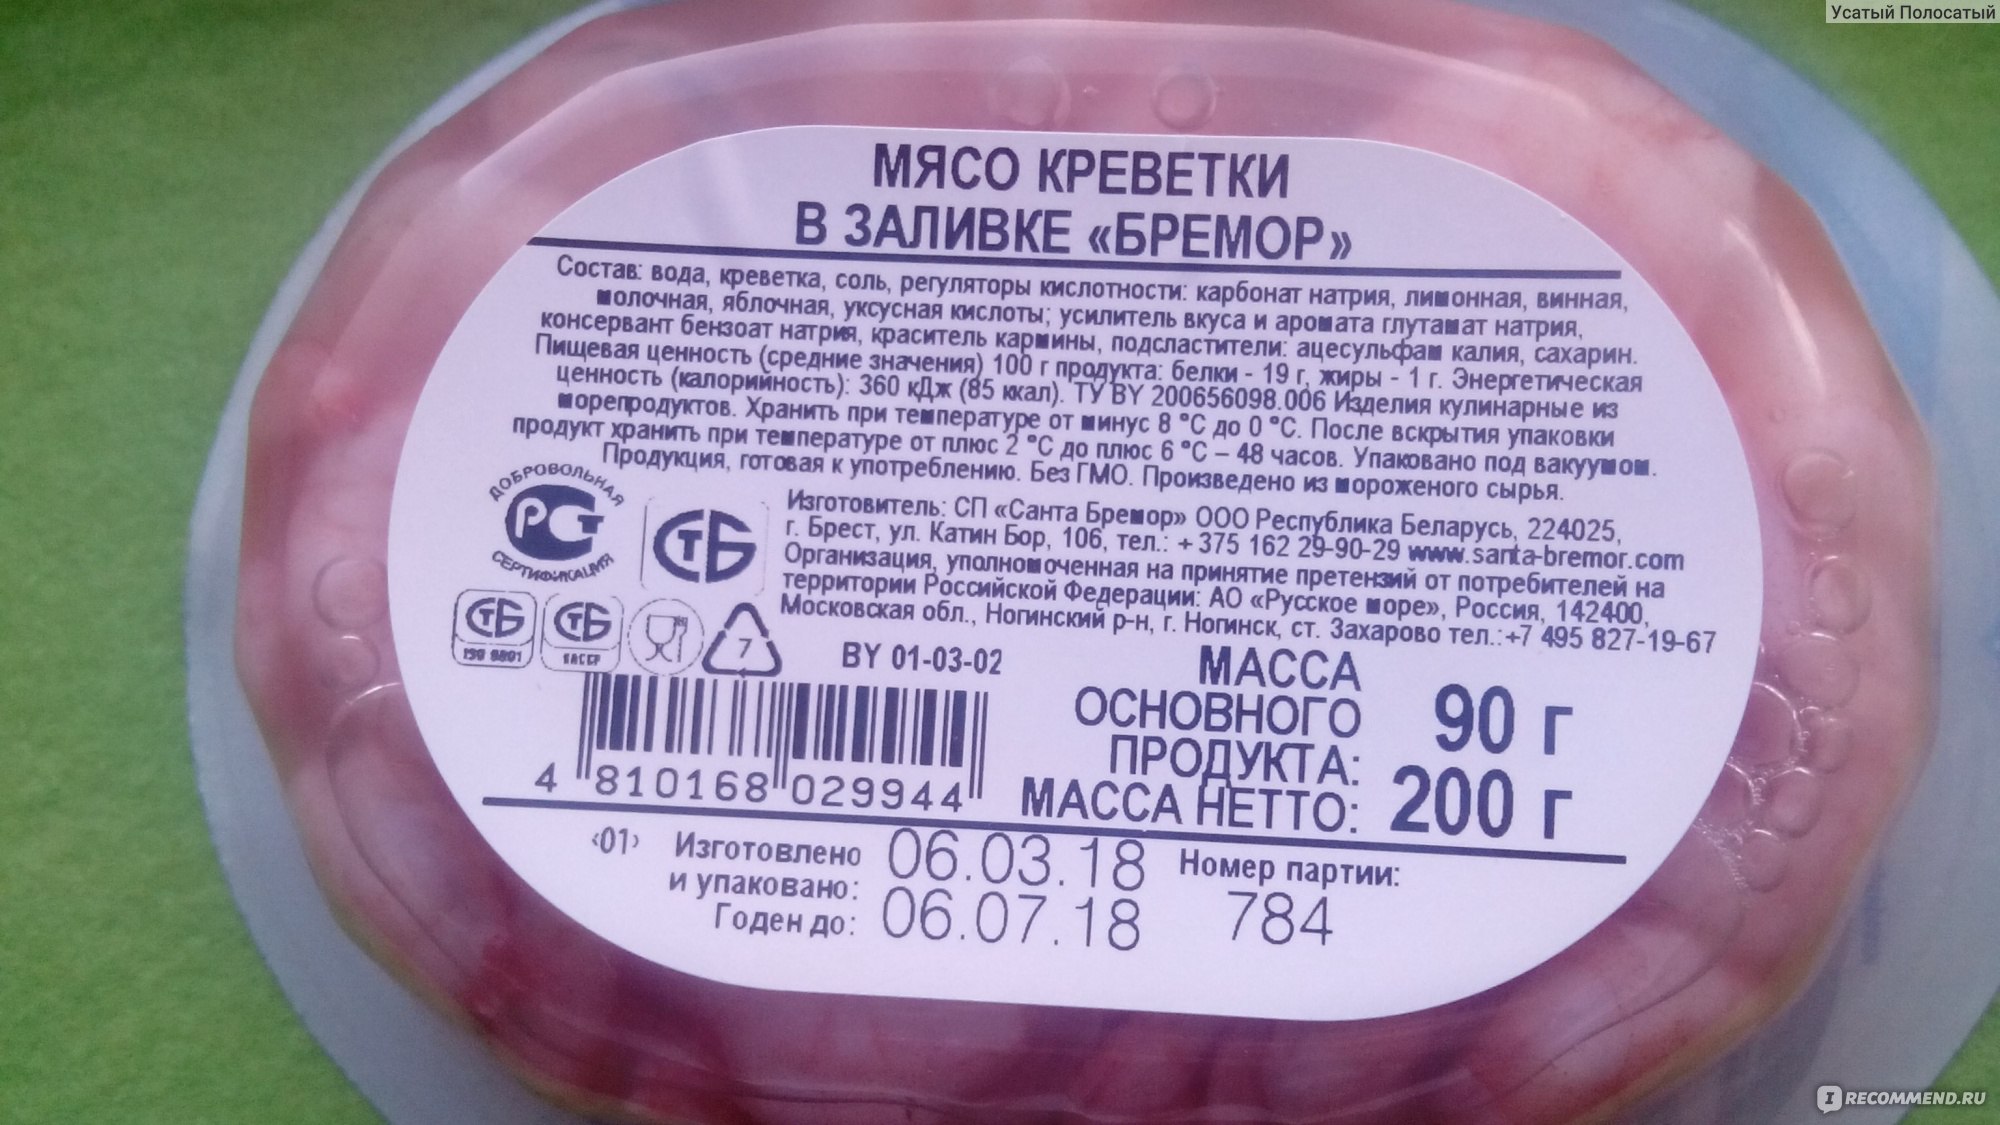 Усатый Полосатый
МЯСО КРЕВЕТКИ
В ЗАЛИВКЕ «БРЕМОР»
Состав: вода, креветка, соль, регуляторы кислотности: карбонат натрия, лимонная, винная,
молочная, яблочная, уксусная кислоты; усилитель вкуса и аромата глутамат натрия,
консервант бензоат натрия, краситель кармины, подсластители: ацесульфам калия, сахарин.
Пищевая ценность (средние значения) 100 г продукта: белки - 19 г, жиры - 1 г. Энергетическая
ценность (калорийность): 360 кДж (85 ккал). ТУ BY 200656098.006 Изделия кулинарные из
морепродуктов. Хранить при температуре от минус 8 °С до 0 °С. После вскрытия упаковки
продукт хранить при температуре от плюс 2 °С до плюс 6 °С – 48 часов. Упаковано под вакуумом.
Продукция, готовая к употреблению. Без ГМО. Произведено из мороженого сырья.
ДОБРОВОЛЬНАЯ
РСТ
СЕРТИФИКАЦИЯ
СТБ
Изготовитель: СП «Санта Бремор» ООО Республика Беларусь, 224025,
г. Брест, ул. Катин Бор, 106, тел.: + 375 162 29-90-29 www.santa-bremor.com
Организация, уполномоченная на принятие претензий от потребителей на
территории Российской Федерации: АО «Русское море», Россия, 142400,
Московская обл., Ногинский р-н, г. Ногинск, ст. Захарово тел.:+7 495 827-19-67
СТБ
ISO 9001
СТБ
НАССР
7
BY 01-03-02
4 810168 029944
МАССА
ОСНОВНОГО
ПРОДУКТА: 90 г
МАССА НЕТТО: 200 г
‹01› Изготовлено
и упаковано: 06.03.18
Годен до: 06.07.18
Номер партии:
784
IRECOMMEND.RU